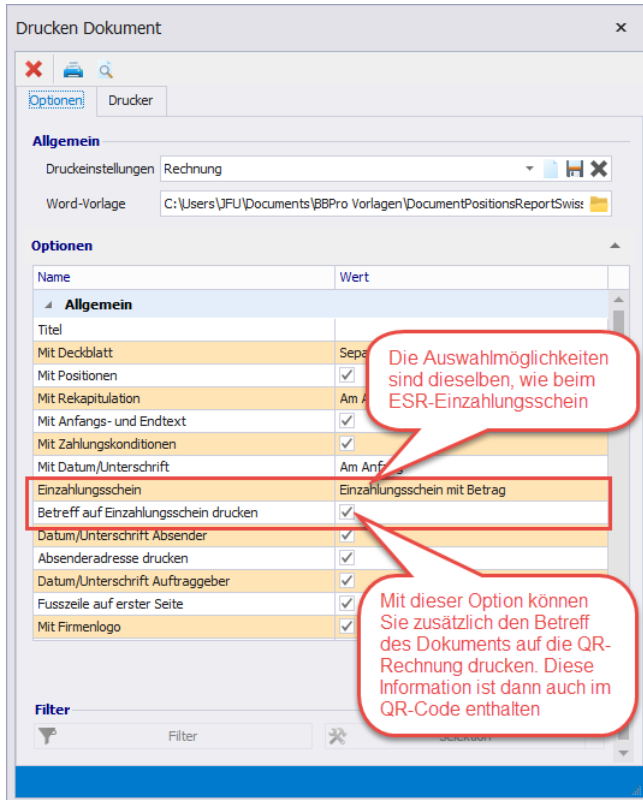 Drucken Dokument
Optionen
Drucker
Allgemein
Druckeinstellungen
Rechnung
Word-Vorlage
C:\Users\JFU\Documents\BBPro Vorlagen\DocumentPositionsReportSwiss
Optionen
Name
Wert
Allgemein
Titel
Mit Deckblatt
Mit Positionen
Mit Rekapitulation
Mit Anfangs- und Endtext
Mit Zahlungskonditionen
Mit Datum/Unterschrift
Am Anfang
Die Auswahlmöglichkeiten
sind dieselben, wie beim
ESR-Einzahlungsschein
Einzahlungsschein
Einzahlungsschein mit Betrag
Betreff auf Einzahlungsschein drucken
Datum/Unterschrift Absender
Absenderadresse drucken
Datum/Unterschrift Auftraggeber
Fusszeile auf erster Seite
Mit Firmenlogo
Mit dieser Option können
Sie zusätzlich den Betreff
des Dokuments auf die QR-
Rechnung drucken. Diese
Information ist dann auch im
QR-Code enthalten
Filter
Filter
Selektion